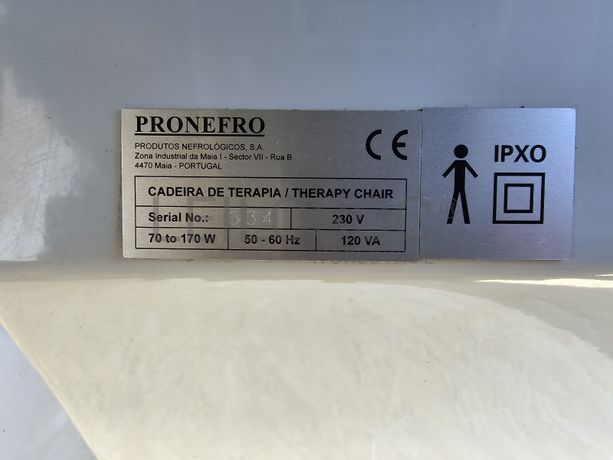 PRONEFRO
PRODUTOS NEFROLÓGICOS, S.A.
Zona Industrial da Maia I - Sector VII - Rua B
4470 Maia - PORTUGAL
CE
CADEIRA DE TERAPIA / THERAPY CHAIR
Serial No.: 534 230 V
70 to 170 W 50 - 60 Hz 120 VA
IPXO